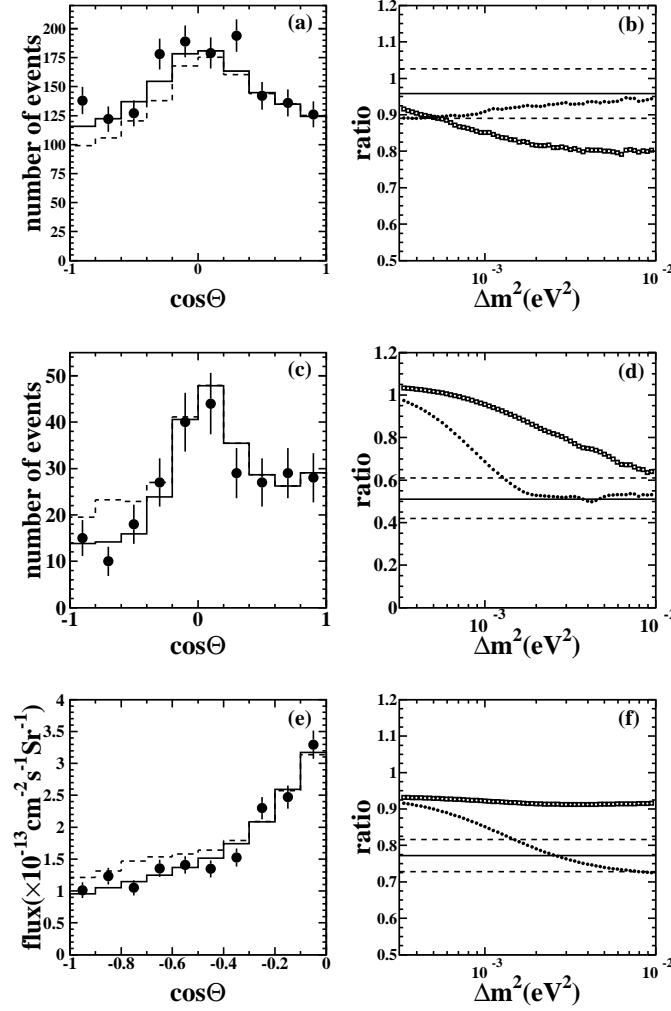 (a)
number of events
200
175
150
125
100
75
50
25
0
-1 0 1
cosΘ
(b)
ratio
1.2
1.1
1
0.9
0.8
0.7
0.6
0.5
10⁻³ 10⁻²
Δm²(eV²)
(c)
number of events
50
40
30
20
10
0
-1 0 1
cosΘ
(d)
ratio
1.2
1
0.8
0.6
0.4
0.2
0
10⁻³ 10⁻²
Δm²(eV²)
(e)
flux(×10⁻¹³cm⁻²s⁻¹Sr⁻¹)
4
3.5
3
2.5
2
1.5
1
0.5
0
-1 -0.8 -0.6 -0.4 -0.2 0
cosΘ
(f)
ratio
1.2
1.1
1
0.9
0.8
0.7
0.6
0.5
10⁻³ 10⁻²
Δm²(eV²)